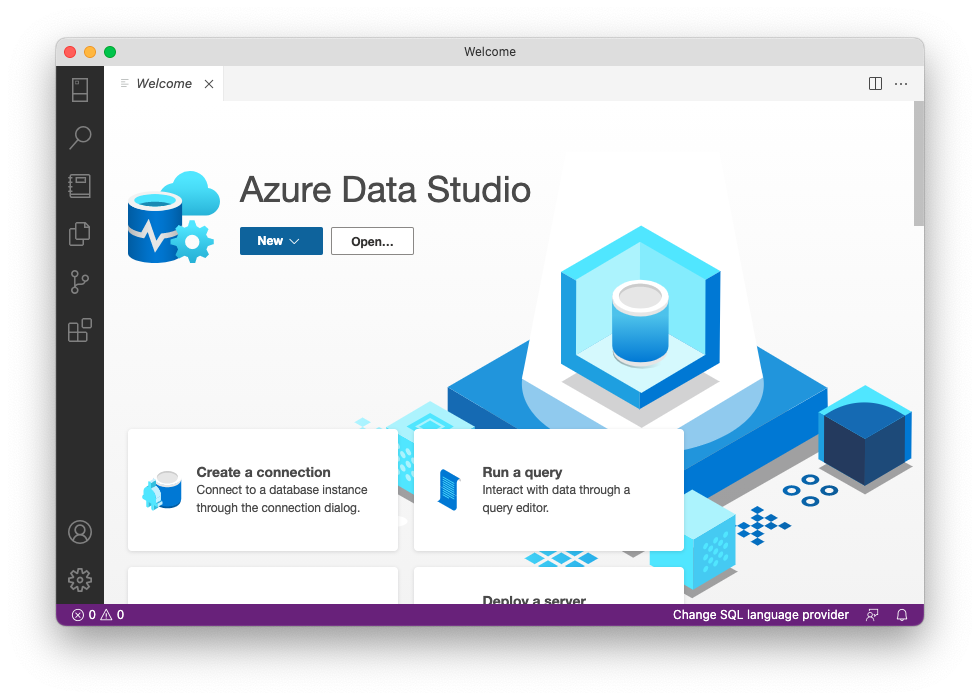 Welcome
Welcome
Azure Data Studio
New
Open...
Create a connection
Connect to a database instance
through the connection dialog.
Run a query
Interact with data through a
query editor.
Deploy a server
0 0
Change SQL language provider